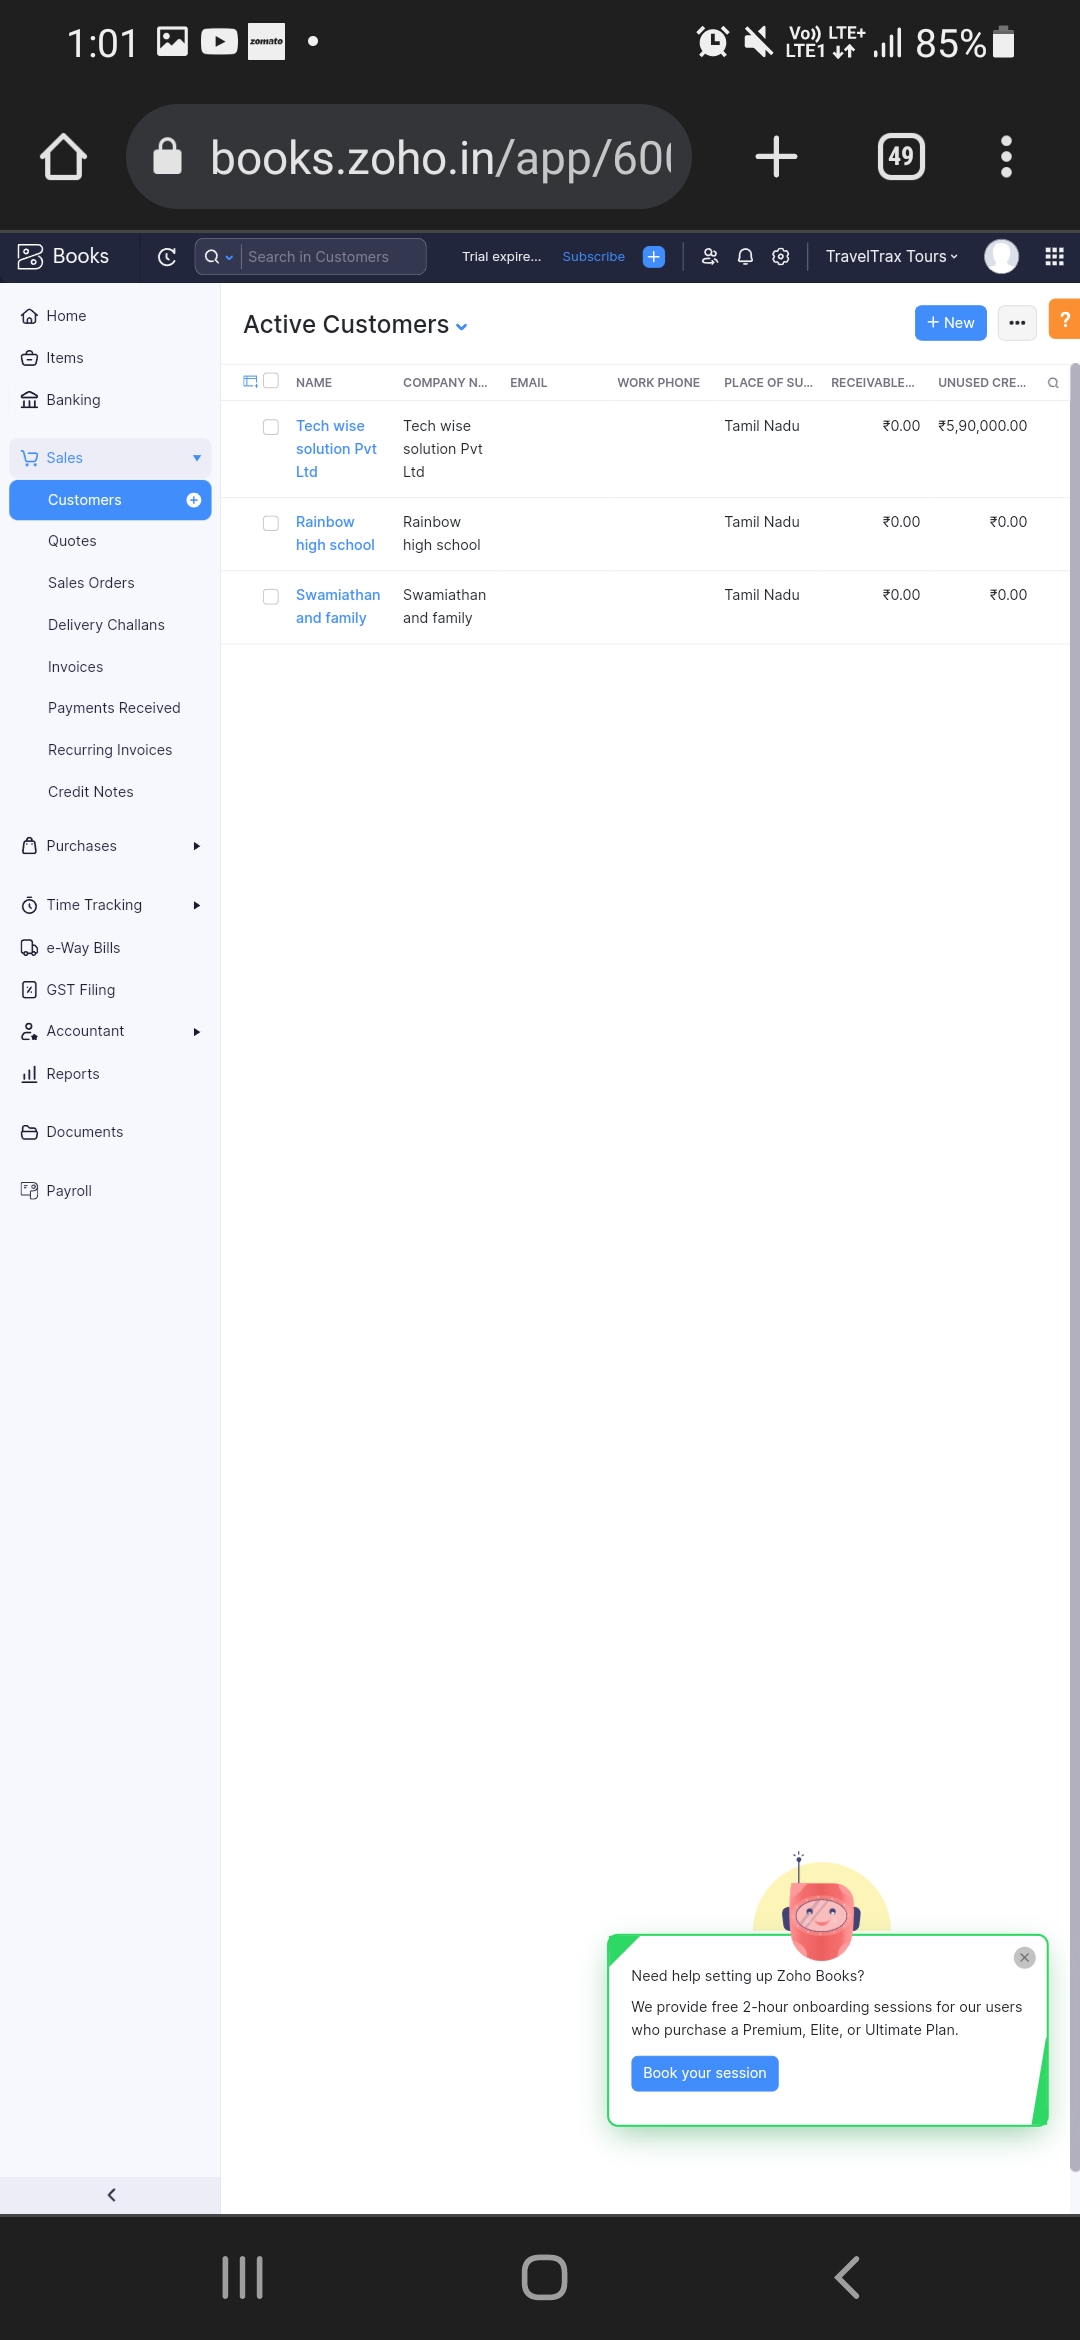 1:01 zomato Vo)) LTE1 LTE+ 85%
books.zoho.in/app/60
49
Books Search in Customers Trial expire... Subscribe TravelTrax Tours
Home
Items
Banking
Sales
Customers
Quotes
Sales Orders
Delivery Challans
Invoices
Payments Received
Recurring Invoices
Credit Notes
Purchases
Time Tracking
e-Way Bills
GST Filing
Accountant
Reports
Documents
Payroll
Active Customers
+ New ... ?
NAME COMPANY N... EMAIL WORK PHONE PLACE OF SU... RECEIVABLE... UNUSED CRE...
Tech wise Tech wise Tamil Nadu ₹0.00 ₹5,90,000.00
solution Pvt solution Pvt
Ltd Ltd
Rainbow Rainbow Tamil Nadu ₹0.00 ₹0.00
high school high school
Swamiathan Swamiathan Tamil Nadu ₹0.00 ₹0.00
and family and family
Need help setting up Zoho Books?
We provide free 2-hour onboarding sessions for our users
who purchase a Premium, Elite, or Ultimate Plan.
Book your session